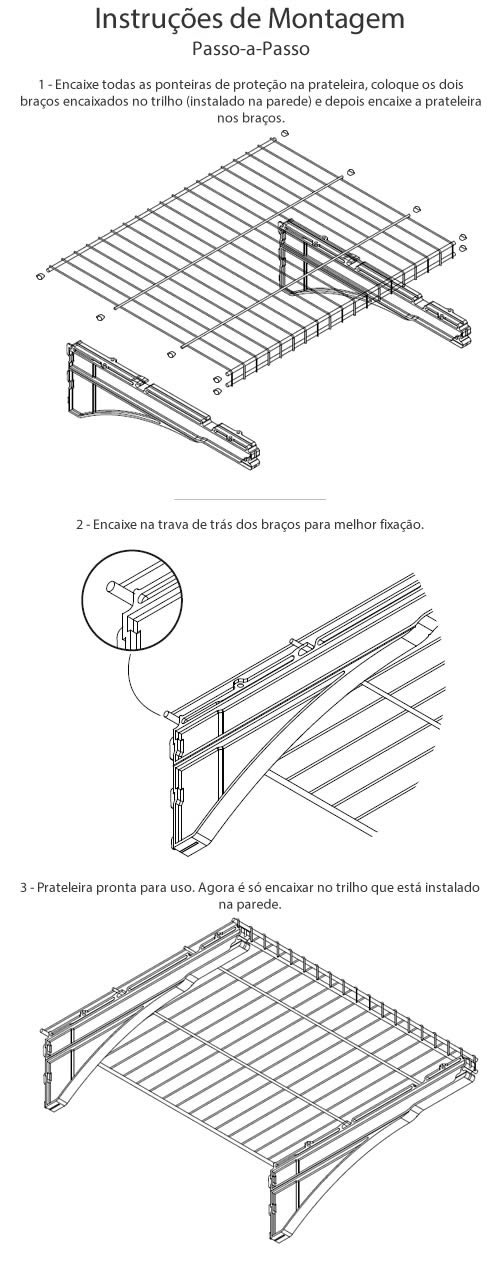 Instruções de Montagem
Passo-a-Passo
1 - Encaixe todas as ponteiras de proteção na prateleira, coloque os dois
braços encaixados no trilho (instalado na parede) e depois encaixe a prateleira
nos braços.
2 - Encaixe na trava de trás dos braços para melhor fixação.
3 - Prateleira pronta para uso. Agora é só encaixar no trilho que está instalado
na parede.